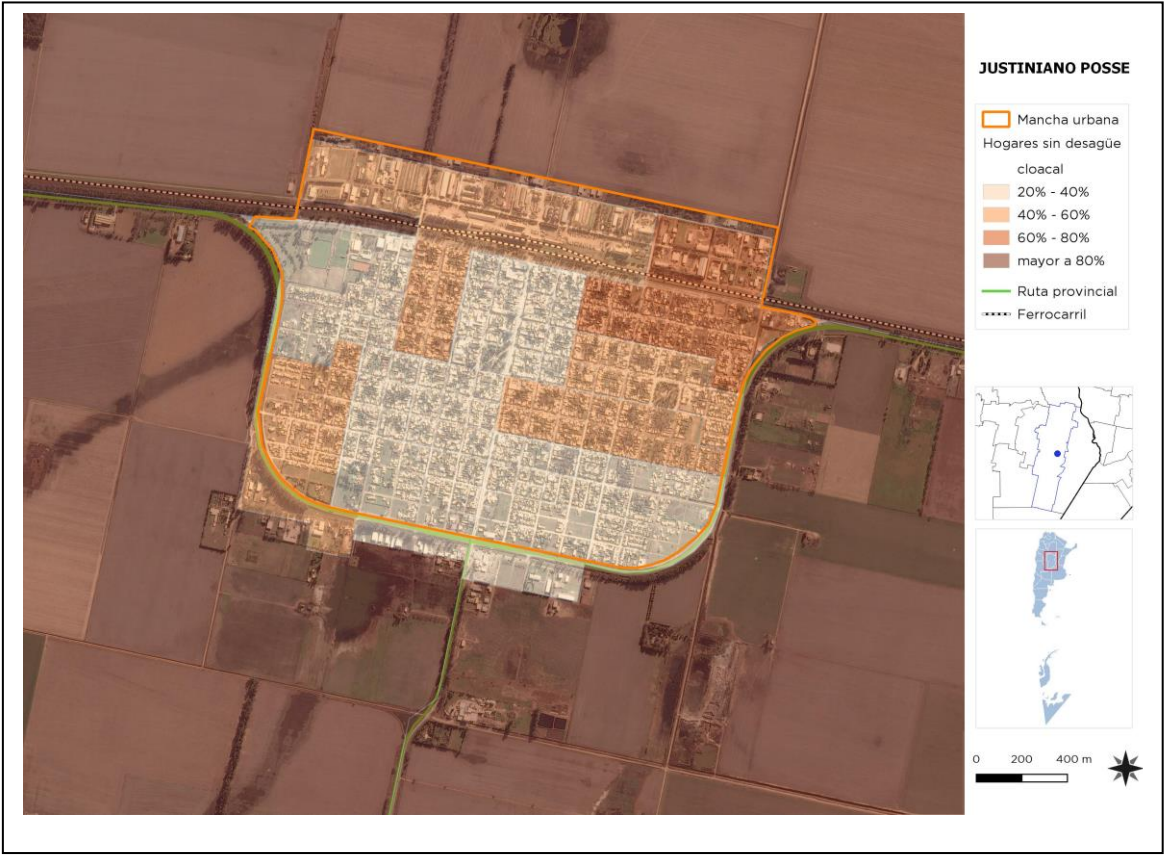 JUSTINIANO POSSE
Mancha urbana
Hogares sin desagüe
cloacal
20% - 40%
40% - 60%
60% - 80%
mayor a 80%
Ruta provincial
Ferrocarril
0 200 400 m